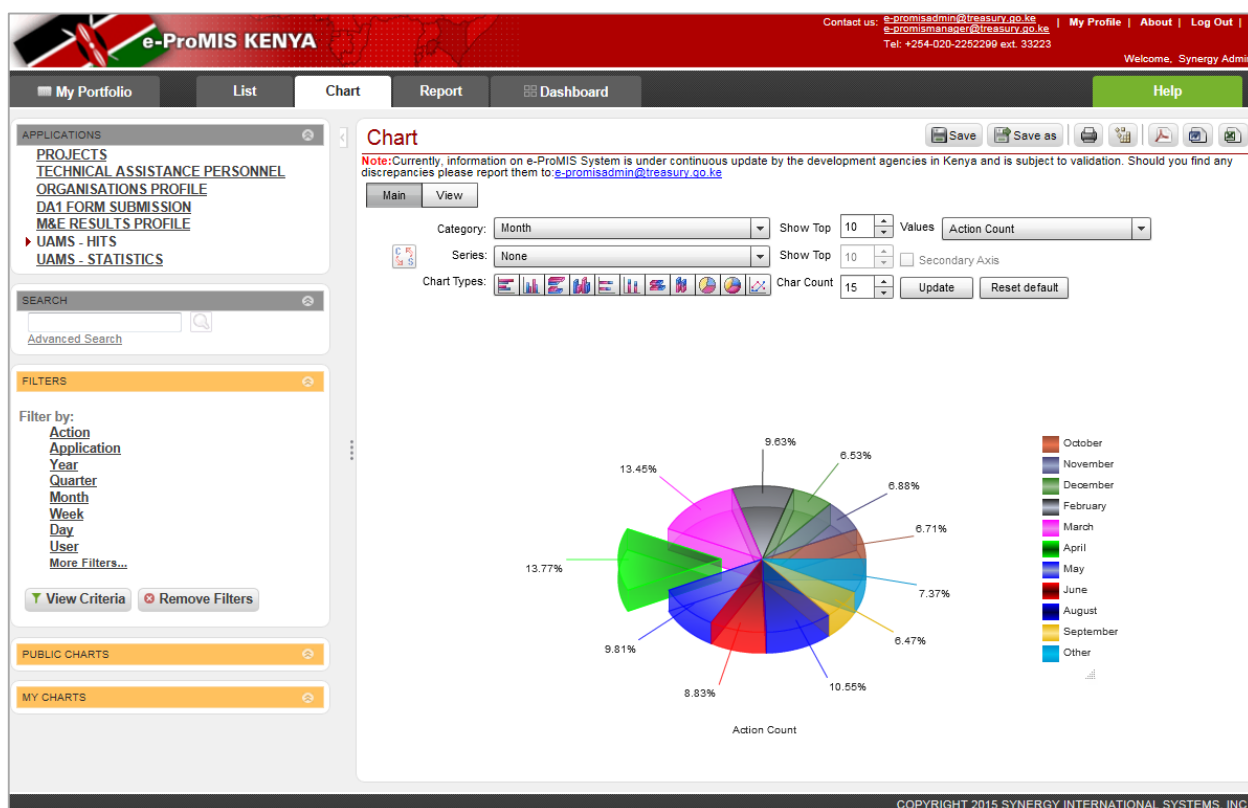 Contact us: e-promisadmin@treasury.go.ke | My Profile | About | Log Out |
e-promismanager@treasury.go.ke
Tel: +254-020-2252299 ext. 33223
e-ProMIS KENYA
Welcome, Synergy Admin
My Portfolio List Chart Report Dashboard Help
APPLICATIONS
PROJECTS
TECHNICAL ASSISTANCE PERSONNEL
ORGANISATIONS PROFILE
DA1 FORM SUBMISSION
M&E RESULTS PROFILE
UAMS - HITS
UAMS - STATISTICS
SEARCH
Advanced Search
FILTERS
Filter by:
Action
Application
Year
Quarter
Month
Week
Day
User
More Filters...
View Criteria Remove Filters
PUBLIC CHARTS
MY CHARTS
Chart Save Save as
Note:Currently, information on e-ProMIS System is under continuous update by the development agencies in Kenya and is subject to validation. Should you find any
discrepancies please report them to:e-promisadmin@treasury.go.ke
Main View
Category: Month Show Top 10 Values Action Count
Series: None Show Top 10 Secondary Axis
Chart Types: Char Count 15 Update Reset default
9.63%
6.53%
13.45%
6.88%
6.71%
13.77%
7.37%
6.47%
9.81%
10.55%
8.83%
Action Count
October
November
December
February
March
April
May
June
August
September
Other
COPYRIGHT 2015 SYNERGY INTERNATIONAL SYSTEMS, INC